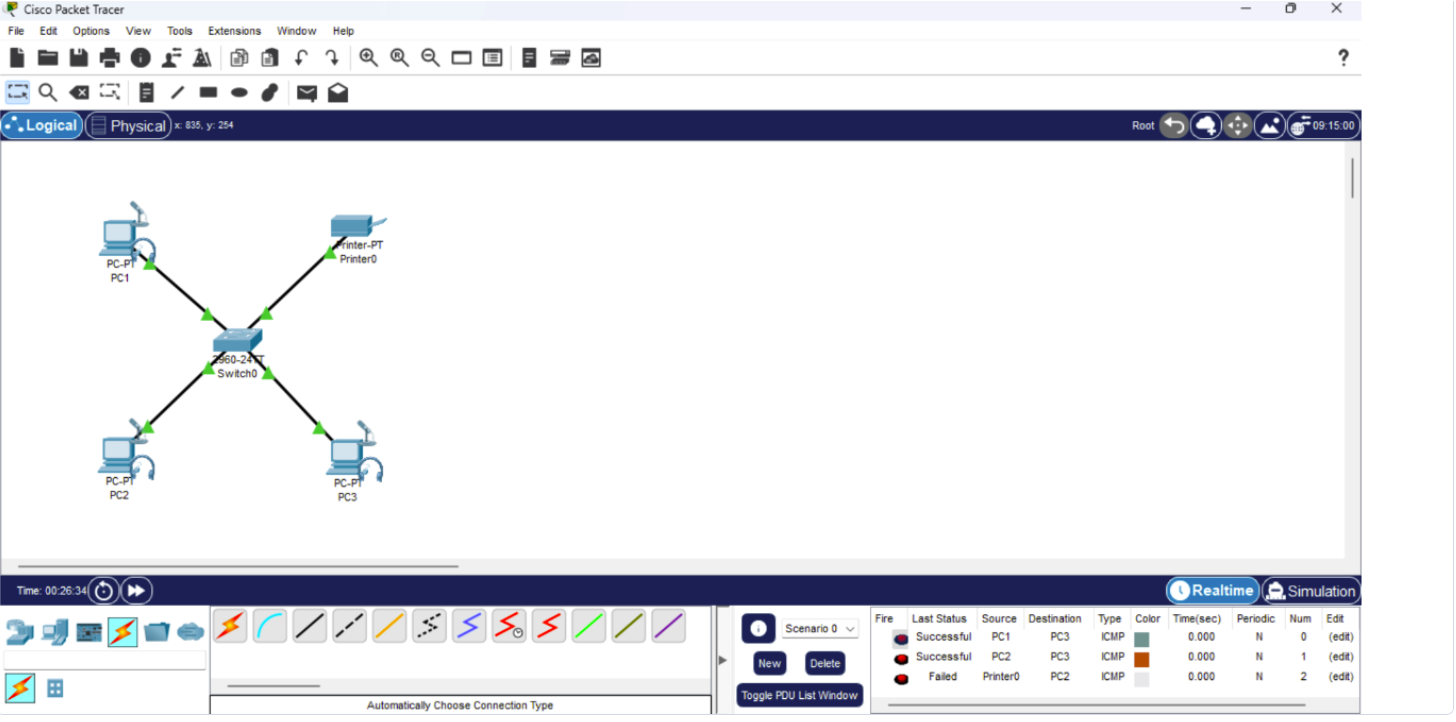 Cisco Packet Tracer
File Edit Options View Tools Extensions Window Help
?
Logical Physical x: 835, y: 254 Root 09:15:00
PC-PT
PC1
Printer-PT
Printer0
2960-24TT
Switch0
PC-PT
PC2
PC-PT
PC3
Time: 00:26:34 Realtime Simulation
Scenario 0
New Delete
Toggle PDU List Window
Fire Last Status Source Destination Type Color Time(sec) Periodic Num Edit
Successful PC1 PC3 ICMP 0.000 N 0 (edit)
Successful PC2 PC3 ICMP 0.000 N 1 (edit)
Failed Printer0 PC2 ICMP 0.000 N 2 (edit)
Automatically Choose Connection Type